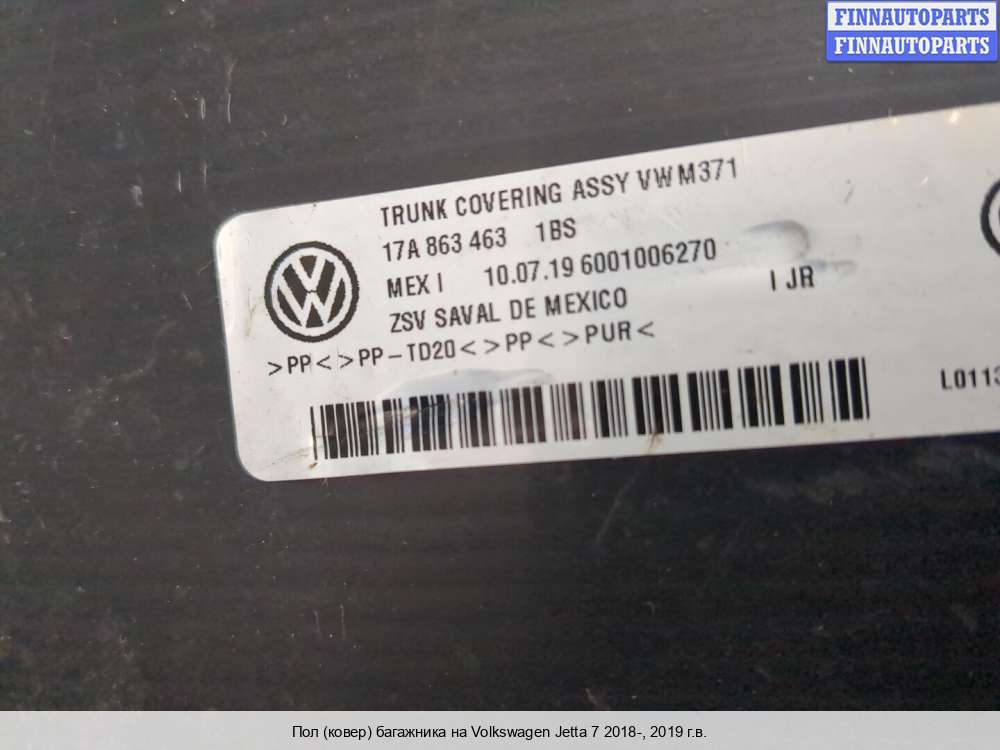 FINNAUTOPARTS
FINNAUTOPARTS
TRUNK COVERING ASSY VW M371
17A 863 463 1BS
MEX I 10.07.19 6001006270 I JR
ZSV SAVAL DE MEXICO
>PP<>PP-TD20<>PP<>PUR<
L0113
Пол (ковер) багажника на Volkswagen Jetta 7 2018-, 2019 г.в.